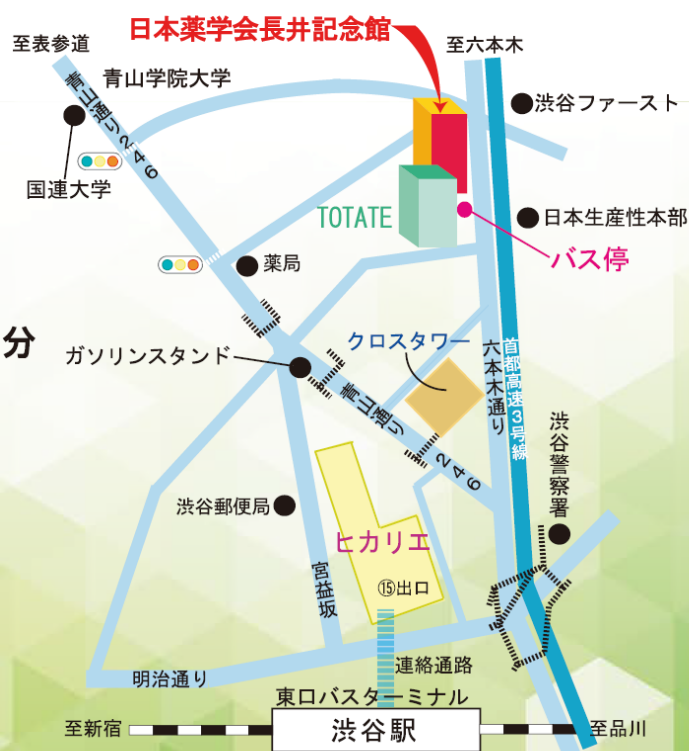 日本薬学会長井記念館
至表参道
至六本木
青山学院大学
青山通り246
渋谷ファースト
国連大学
TOTATE
日本生産性本部
バス停
薬局
分
ガソリンスタンド
クロスタワー
青山通り246
六本木通り
首都高速3号線
渋谷警察署
渋谷郵便局
ヒカリエ
宮益坂
⑮出口
明治通り
連絡通路
東口バスターミナル
至新宿
渋谷駅
至品川